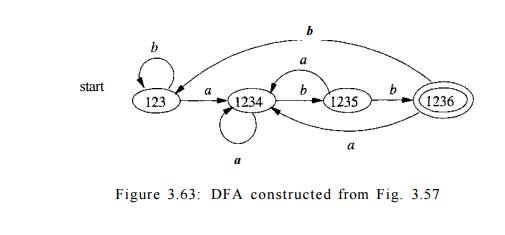 b
b
a
start
123
a
1234
b
1235
b
1236
a
a
Figure 3.63: DFA constructed from Fig. 3.57